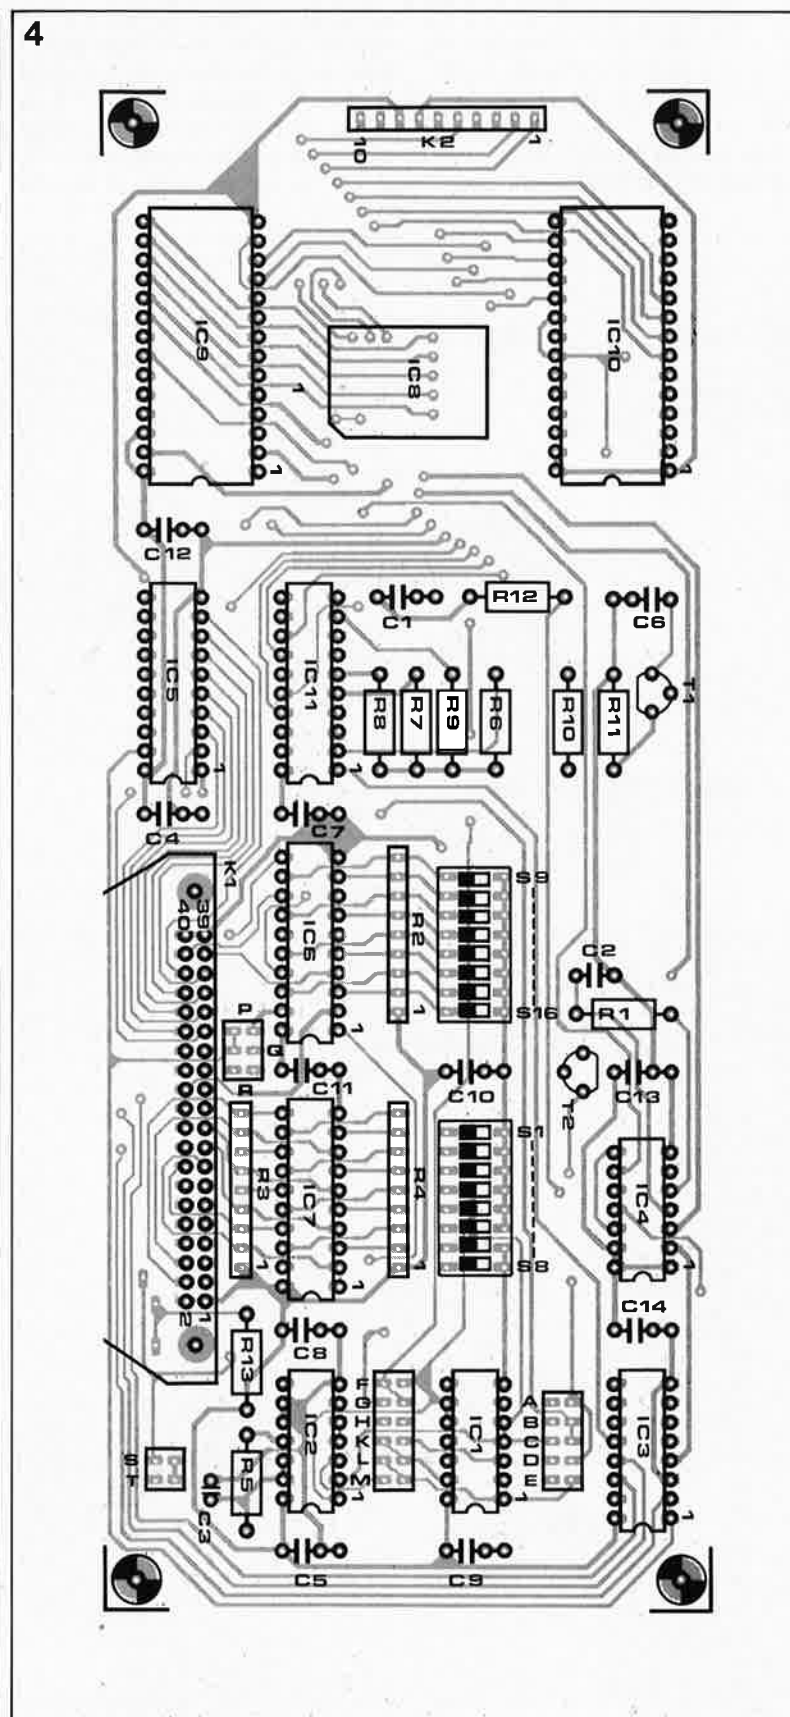 4
10 K2 1
IC9
1
IC8
IC10
1
1
1
C12
C1
R12
C6
IC5
IC11
R8
R7
R9
R6
R10
R11
T1
1
1
C4
C7
K1
39
40
IC6
R2
1
S9
S16
C2
R1
P
Q
R
1
C11
C10
T2
C13
R3
1
IC7
1
R4
1
S1
S8
IC4
1
2
1
R13
C8
C14
F
G
H
K
L
M
IC2
1
IC1
1
A
B
C
D
E
IC3
1
S
T
C3
R5
C5
C9